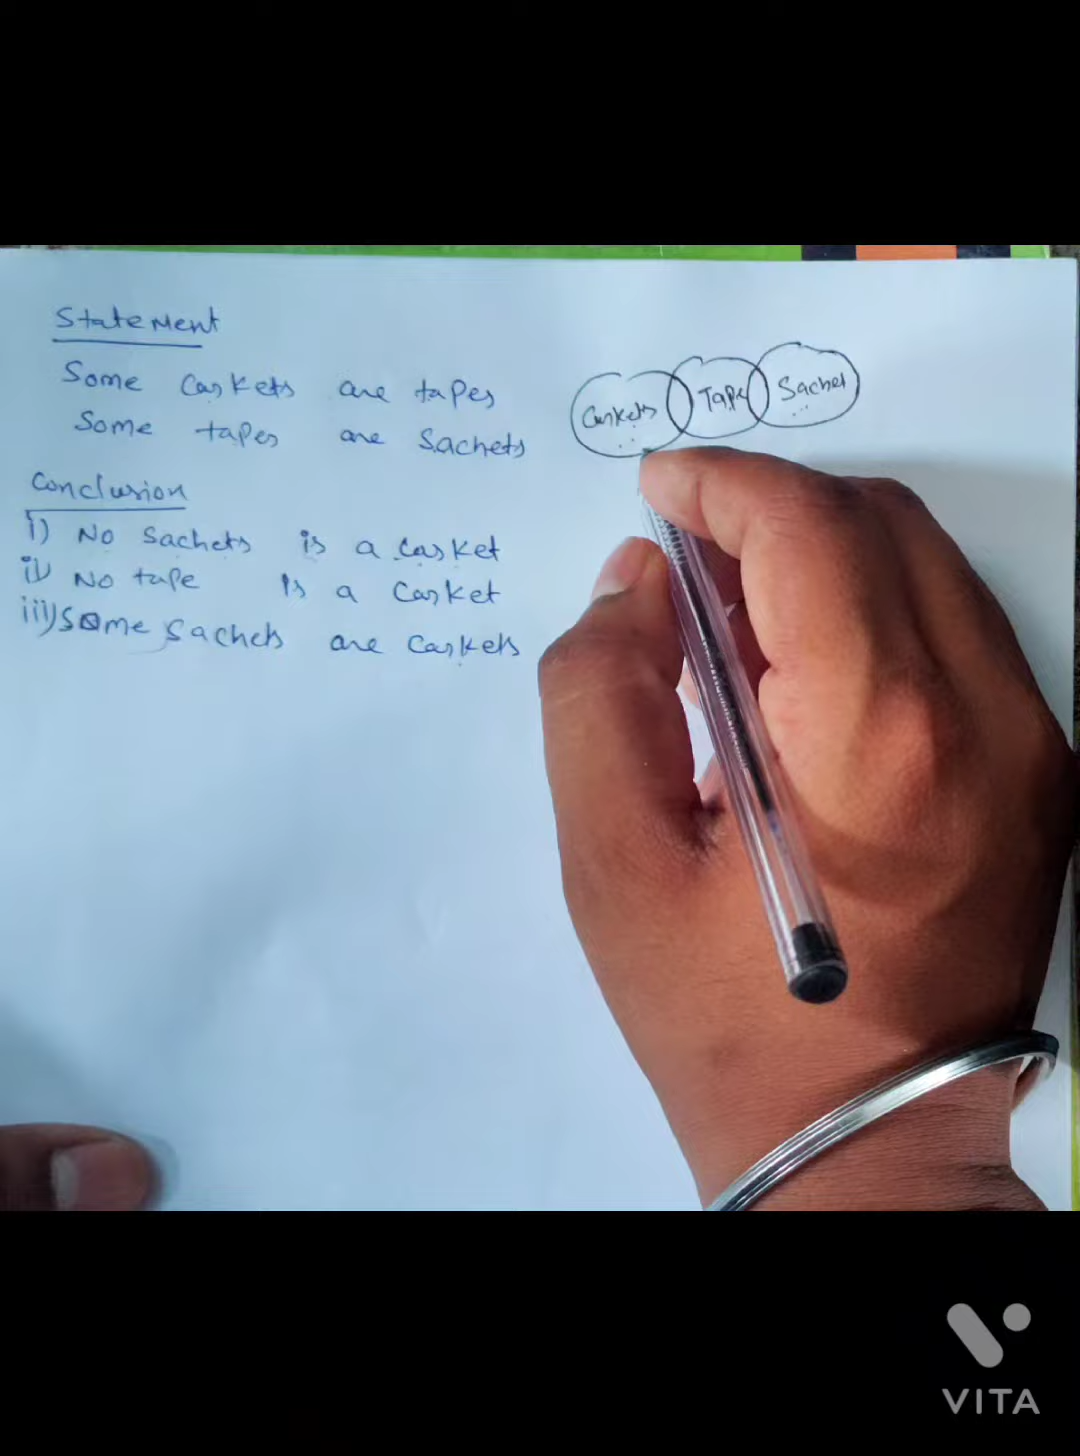 Statement
Some Caskets are tapes
Some tapes are Sachets
Caskets Tape Sachet
Conclusion
i) No Sachets is a Casket
ii) No tape is a Casket
iii) Some Sachets are Caskets
VITA